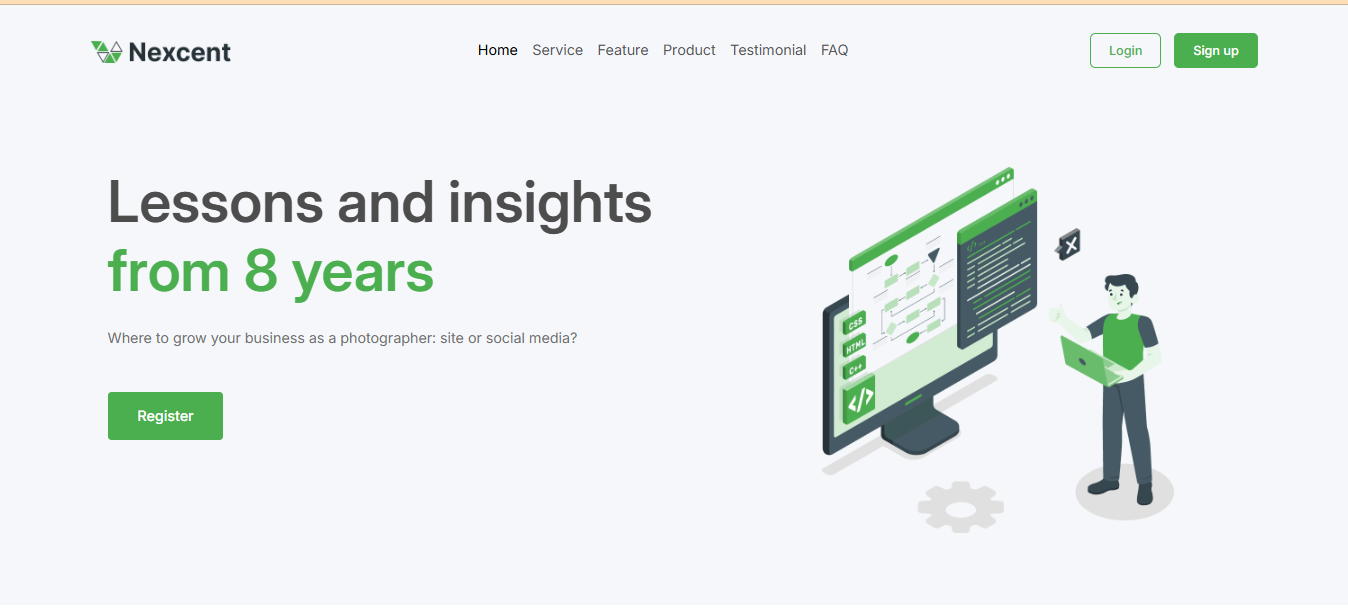 Nexcent
Home Service Feature Product Testimonial FAQ
Login
Sign up
Lessons and insights
from 8 years
Where to grow your business as a photographer: site or social media?
Register
CSS
HTML
C++
</>